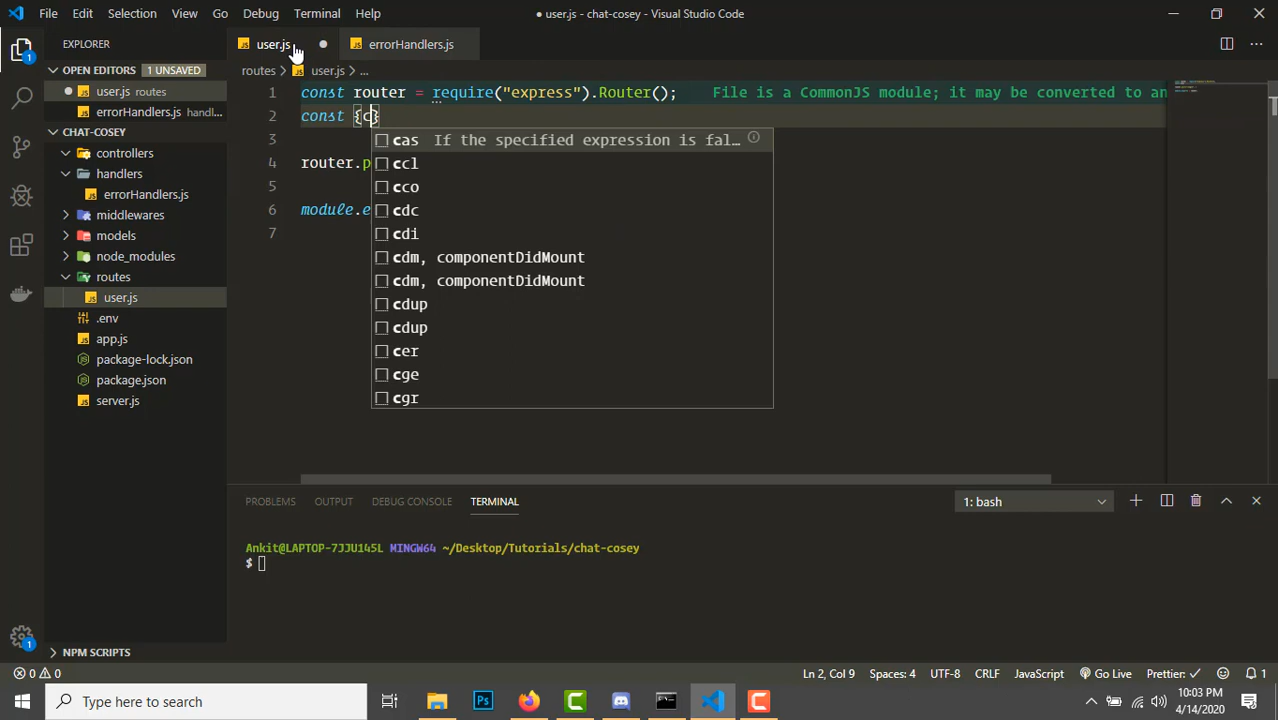 File Edit Selection View Go Debug Terminal Help
● user.js - chat-cosey - Visual Studio Code
EXPLORER
OPEN EDITORS 1 UNSAVED
● user.js routes
errorHandlers.js handl...
CHAT-COSEY
controllers
handlers
errorHandlers.js
middlewares
models
node_modules
routes
user.js
.env
app.js
package-lock.json
package.json
server.js
NPM SCRIPTS
user.js ●
errorHandlers.js
routes > user.js > ...
1 const router = require("express").Router(); File is a CommonJS module; it may be converted to an
2 const {c}
3
4 router.p
5
6 module.e
7
cas If the specified expression is fal...
ccl
cco
cdc
cdi
cdm, componentDidMount
cdm, componentDidMount
cdup
cdup
cer
cge
cgr
PROBLEMS OUTPUT DEBUG CONSOLE TERMINAL
1: bash
Ankit@LAPTOP-7JJU145L MINGW64 ~/Desktop/Tutorials/chat-cosey
$
1
1
0 0
Ln 2, Col 9 Spaces: 4 UTF-8 CRLF JavaScript Go Live Prettier: ✓ 1
Type here to search
Ps
10:03 PM
4/14/2020